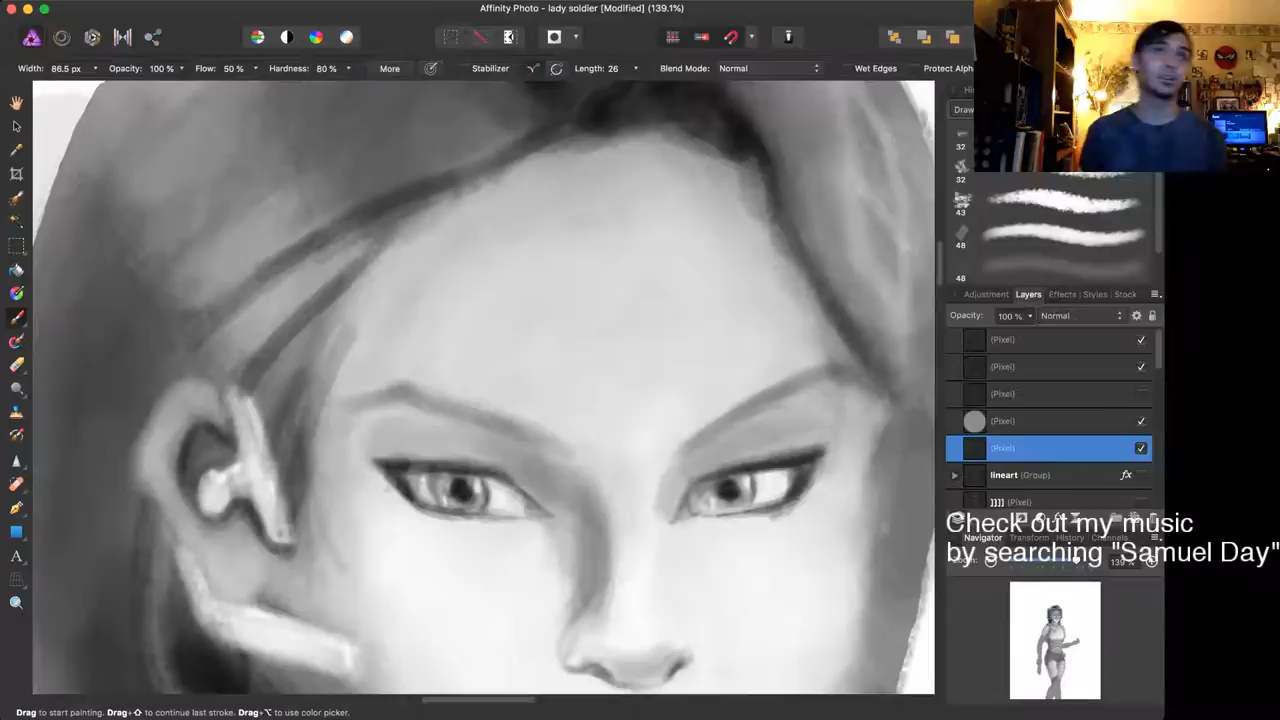 Affinity Photo - lady soldier [Modified] (139.1%)
Width: 86.5 px Opacity: 100 % Flow: 50 % Hardness: 80 % More Stabilizer Length: 26 Blend Mode: Normal Wet Edges Protect Alph
32
32
43
48
48
Adjustment Layers Effects Styles Stock
Opacity: 100 % Normal
(Pixel)
(Pixel)
(Pixel)
(Pixel)
(Pixel)
lineart (Group) fx
]]]] (Pixel)
Check out my music
Navigator Transform History Channels
by searching "Samuel Day"
139 %
Drag to start painting. Drag+⇧ to continue last stroke. Drag+⌥ to use color picker.